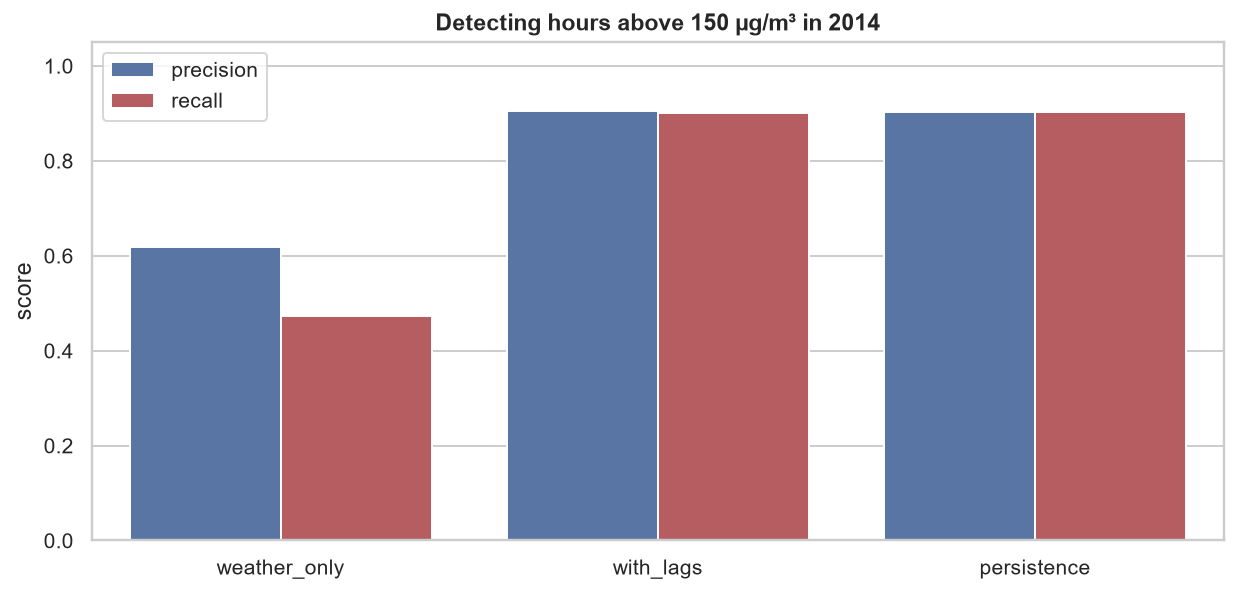 Detecting hours above 150 µg/m³ in 2014
precision
recall
score
1.0
0.8
0.6
0.4
0.2
0.0
weather_only
with_lags
persistence